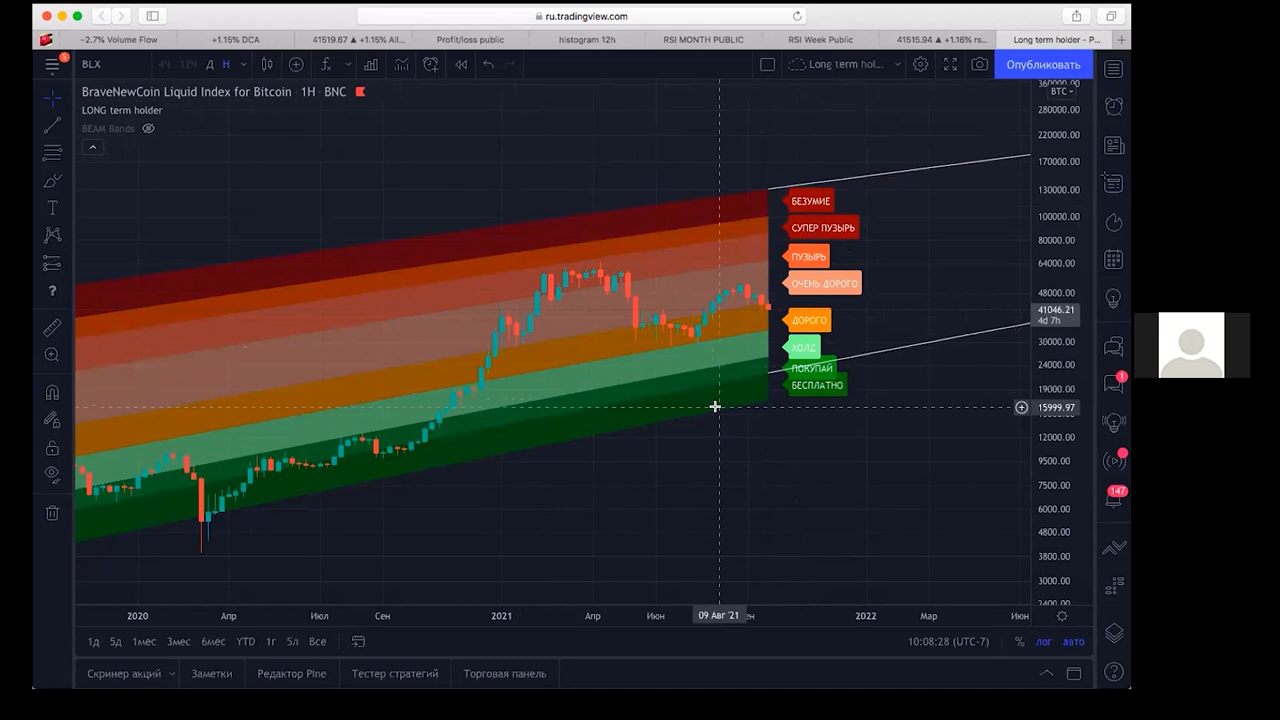 ru.tradingview.com
-2.7% Volume Flow
+1.15% DCA
41519.67 ▲ +1.15% All...
Profit/loss public
histogram 12h
RSI MONTH PUBLIC
RSI Week Public
41515.94 ▲ +1.16% rs...
Long term holder - P...
5
BLX
4Ч 12Ч Д Н
Long term hol...
Опубликовать
BraveNewCoin Liquid Index for Bitcoin · 1Н · BNC
LONG term holder
BEAM Bands
360000.00
BTC
280000.00
220000.00
170000.00
130000.00
100000.00
80000.00
64000.00
48000.00
41046.21
4d 7h
30000.00
24000.00
19000.00
15999.97
12000.00
9500.00
7500.00
6000.00
4800.00
3800.00
3000.00
2400.00
БЕЗУМИЕ
СУПЕР ПУЗЫРЬ
ПУЗЫРЬ
ОЧЕНЬ ДОРОГО
ДОРОГО
ХОЛД
ПОКУПАЙ
БЕСПЛАТНО
1
147
2020 Апр Июл Сен 2021 Апр Июн 09 Авг '21 2022 Мар Июн
1д 5д 1мес 3мес 6мес YTD 1г 5л Все
10:08:28 (UTC-7) % лог авто
Скринер акций Заметки Редактор Pine Тестер стратегий Торговая панель